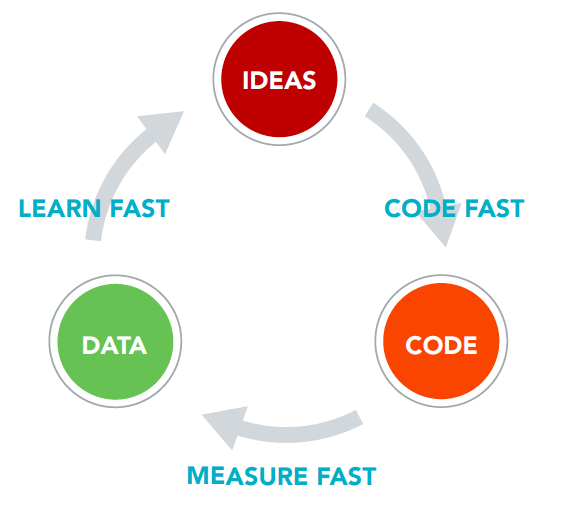 IDEAS
LEARN FAST
CODE FAST
DATA
CODE
MEASURE FAST